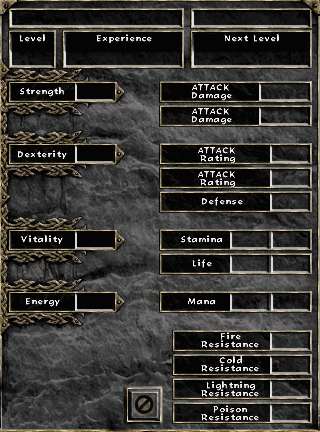 Level Experience Next Level
Strength
ATTACK
Damage
ATTACK
Damage
Dexterity
ATTACK
Rating
ATTACK
Rating
Defense
Vitality
Stamina
Life
Energy
Mana
Fire
Resistance
Cold
Resistance
Lightning
Resistance
Poison
Resistance